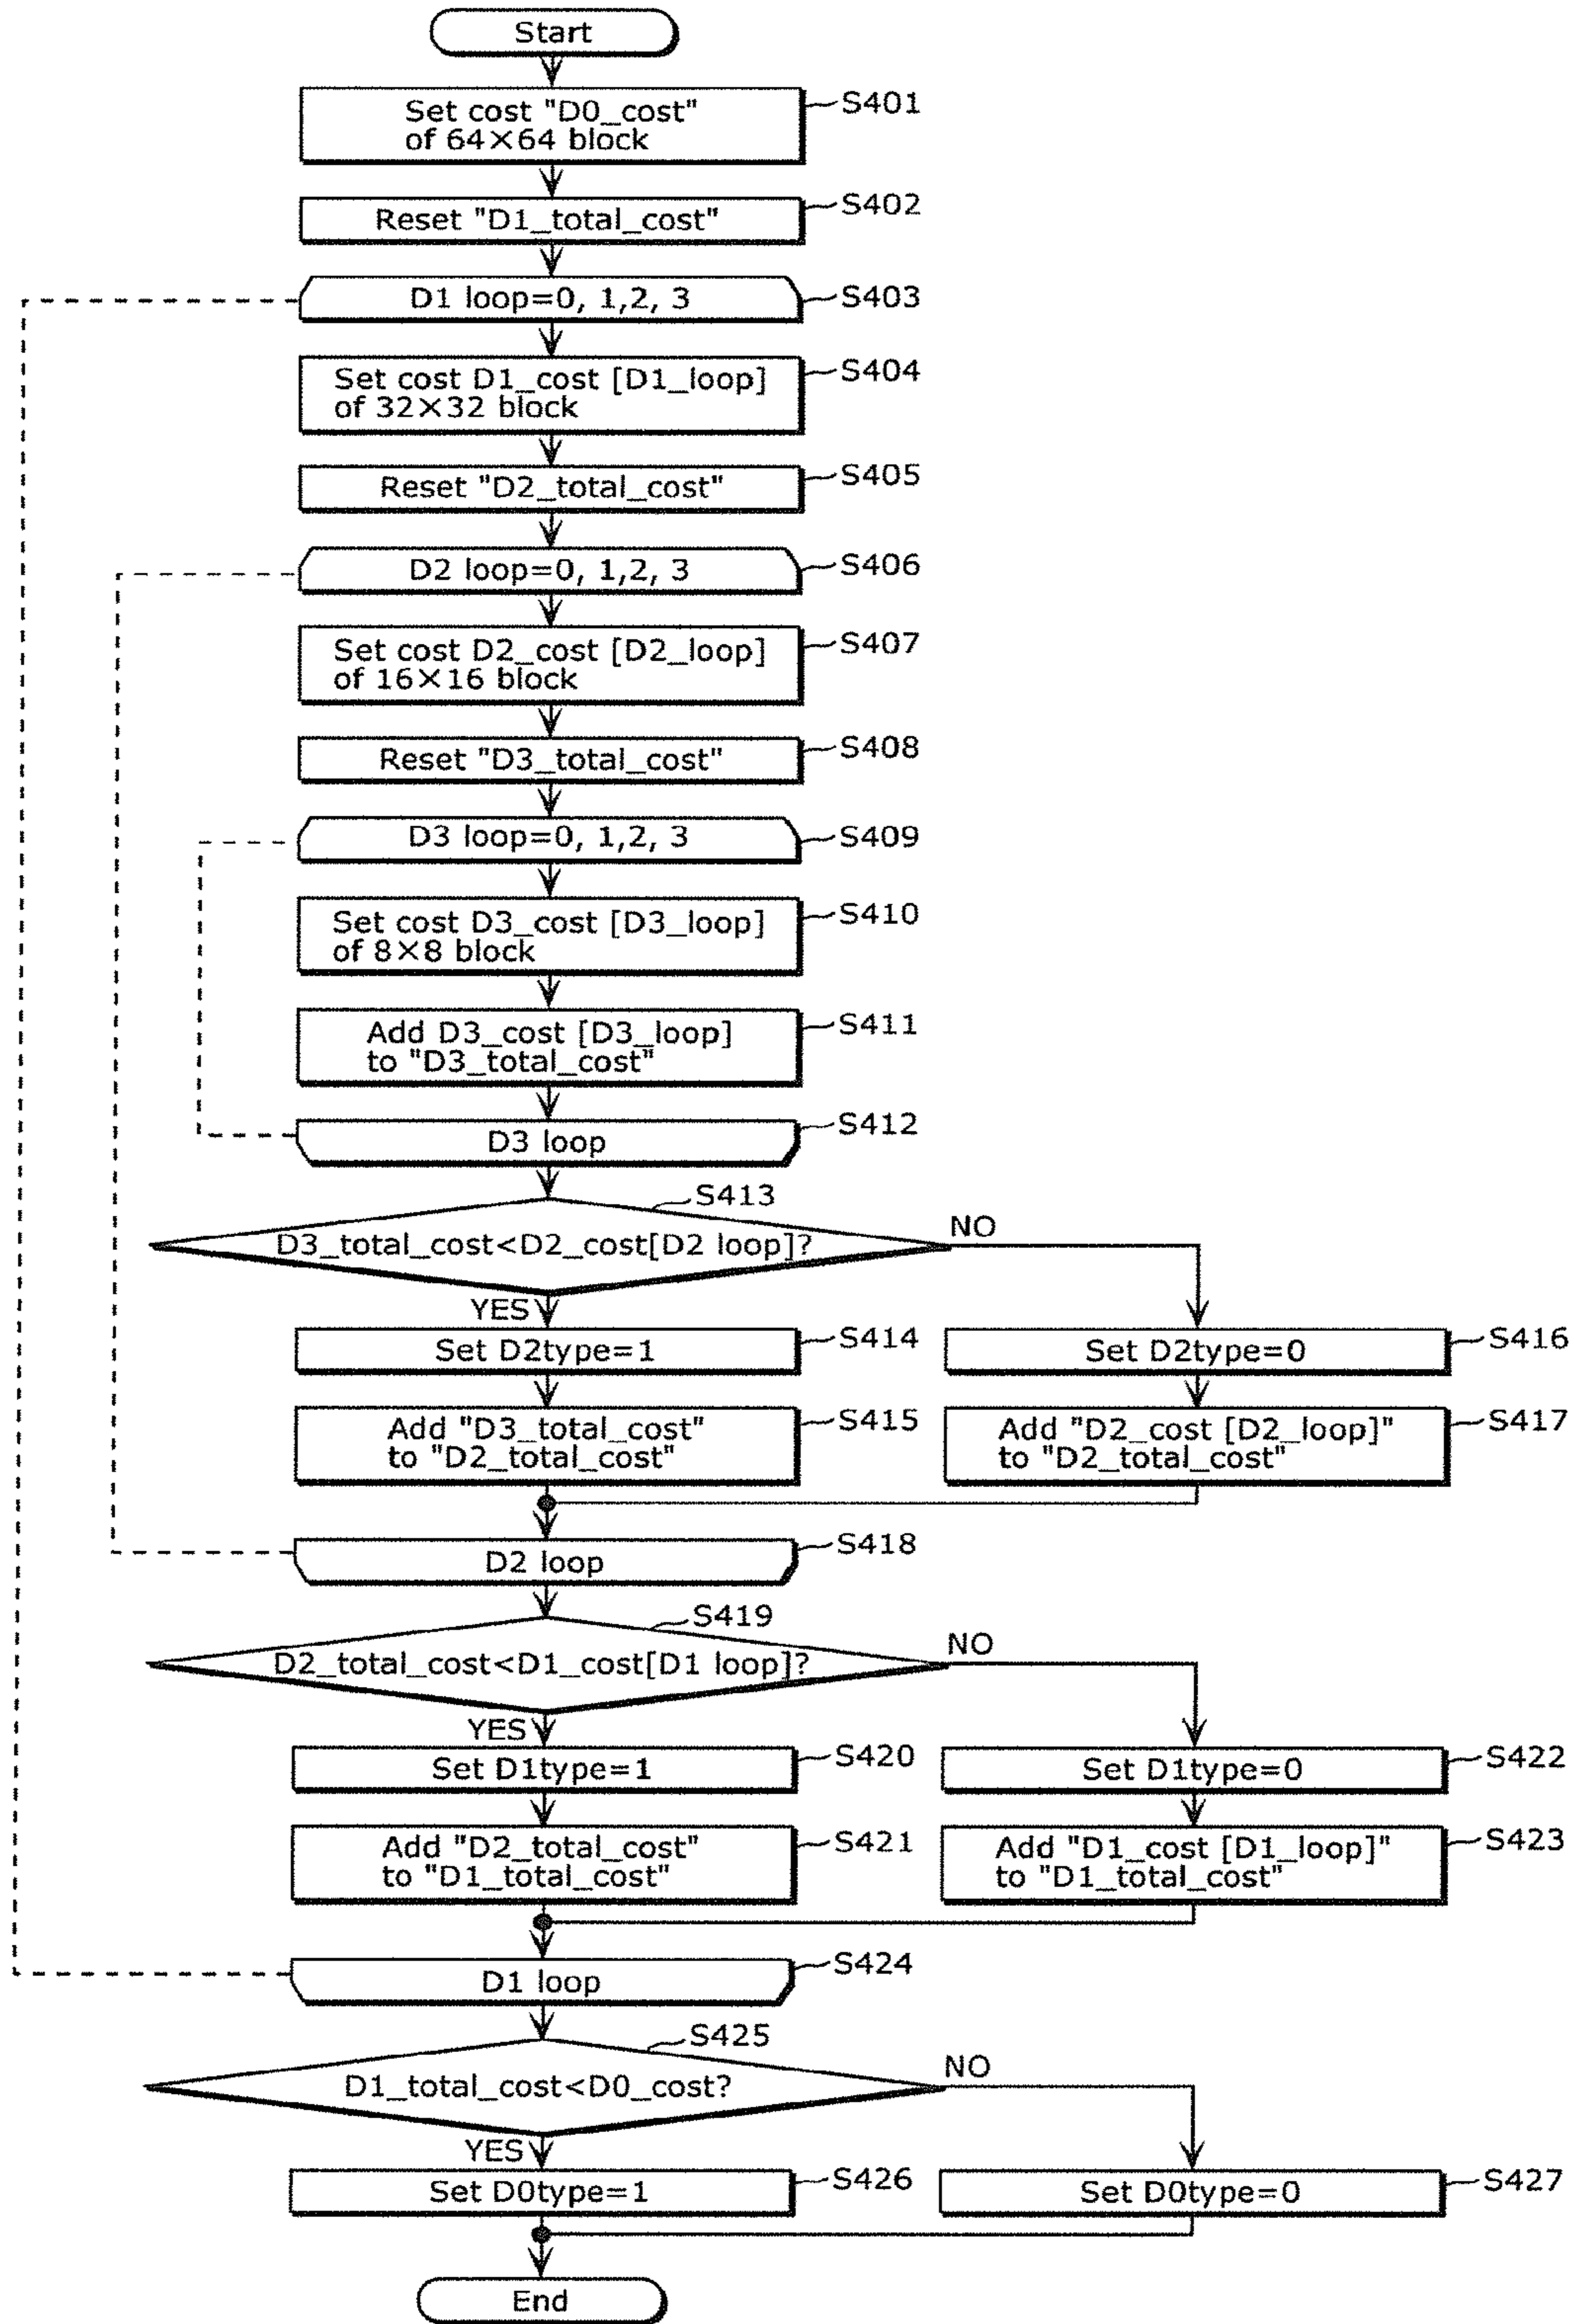 Start
Set cost "D0_cost"
of 64×64 block
S401
Reset "D1_total_cost"
S402
D1 loop=0, 1,2, 3
S403
Set cost D1_cost [D1_loop]
of 32×32 block
S404
Reset "D2_total_cost"
S405
D2 loop=0, 1,2, 3
S406
Set cost D2_cost [D2_loop]
of 16×16 block
S407
Reset "D3_total_cost"
S408
D3 loop=0, 1,2, 3
S409
Set cost D3_cost [D3_loop]
of 8×8 block
S410
Add D3_cost [D3_loop]
to "D3_total_cost"
S411
D3 loop
S412
S413
D3_total_cost<D2_cost[D2 loop]?
NO
YES
Set D2type=1
S414
Set D2type=0
S416
Add "D3_total_cost"
to "D2_total_cost"
S415
Add "D2_cost [D2_loop]"
to "D2_total_cost"
S417
D2 loop
S418
S419
D2_total_cost<D1_cost[D1 loop]?
NO
YES
Set D1type=1
S420
Set D1type=0
S422
Add "D2_total_cost"
to "D1_total_cost"
S421
Add "D1_cost [D1_loop]"
to "D1_total_cost"
S423
D1 loop
S424
S425
D1_total_cost<D0_cost?
NO
YES
Set D0type=1
S426
Set D0type=0
S427
End